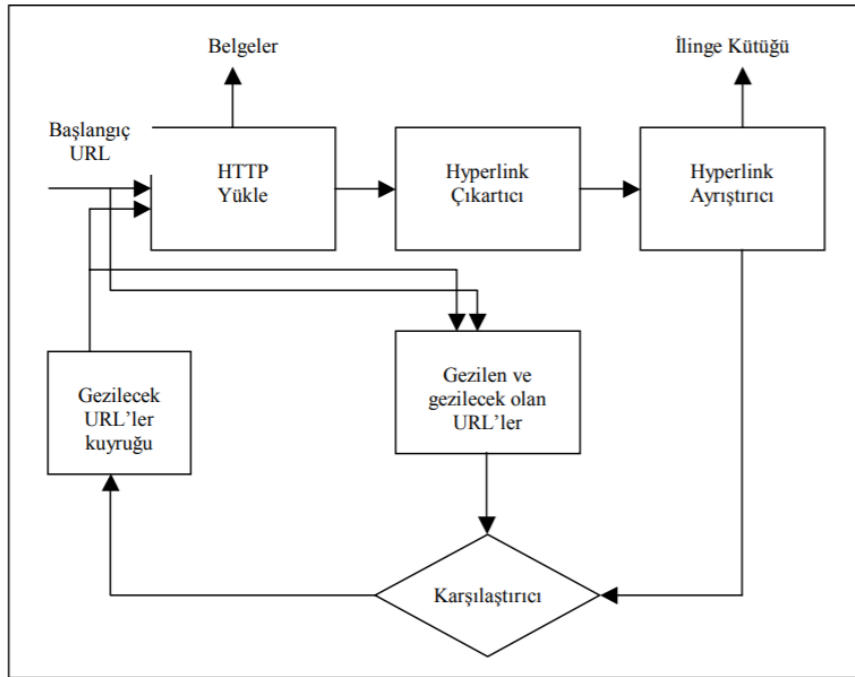 Belgeler
İlinge Kütüğü
Başlangıç
URL
HTTP
Yükle
Hyperlink
Çıkartıcı
Hyperlink
Ayrıştırıcı
Gezilecek
URL'ler
kuyruğu
Gezilen ve
gezilecek olan
URL'ler
Karşılaştırıcı